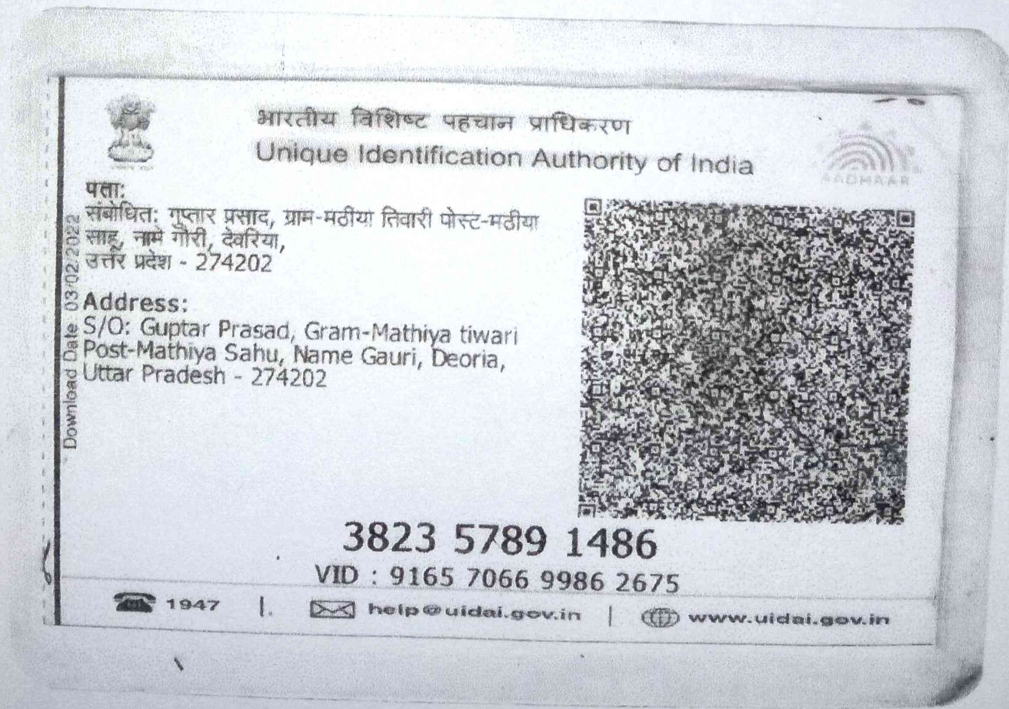 भारतीय विशिष्ट पहचान प्राधिकरण
Unique Identification Authority of India
AADHAAR
पता:
संबोधित: गुप्तार प्रसाद, ग्राम-मठीया तिवारी पोस्ट-मठीया
साहू, नामे गौरी, देवरिया,
उत्तर प्रदेश - 274202
Address:
S/O: Guptar Prasad, Gram-Mathiya tiwari
Post-Mathiya Sahu, Name Gauri, Deoria,
Uttar Pradesh - 274202
Download Date 03/02/2022
3823 5789 1486
VID : 9165 7066 9986 2675
1947 | help@uidai.gov.in | www.uidai.gov.in